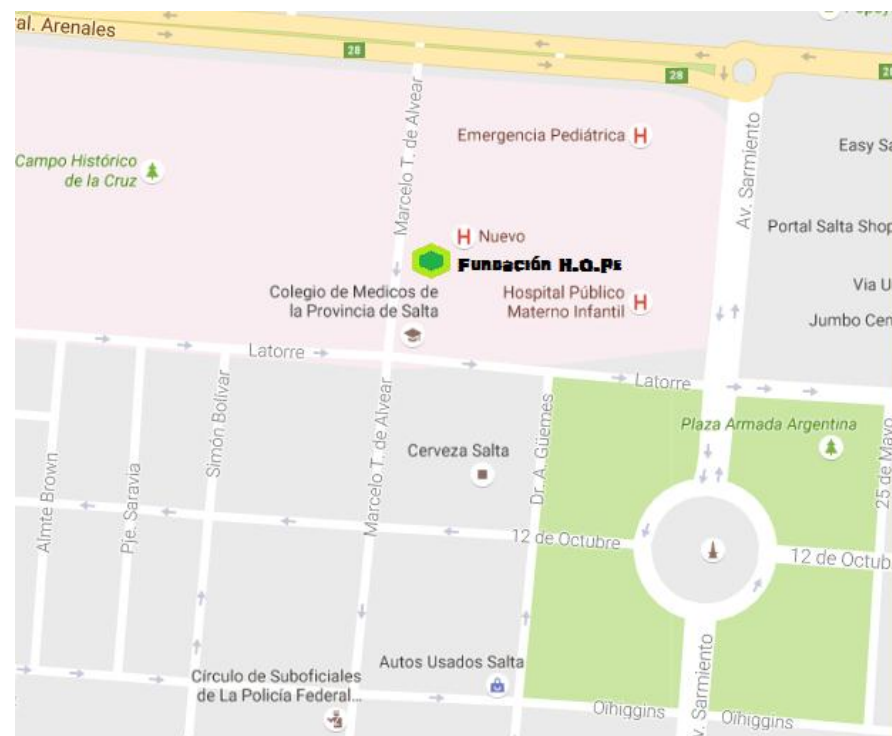 al. Arenales
28
28
Marcelo T. de Alvear
Emergencia Pediátrica H
Av. Sarmiento
Easy Sa
Campo Histórico
de la Cruz
H Nuevo
Portal Salta Shop
Fundación H.O.Pe
Colegio de Medicos de
la Provincia de Salta
Hospital Público
Materno Infantil H
Via U
Jumbo Cen
Latorre
Latorre
Simón Bolívar
Marcelo T. de Alvear
Dr. A. Güemes
Plaza Armada Argentina
25 de Mayo
Cerveza Salta
Almte Brown
Pje. Saravia
12 de Octubre
12 de Octub
Autos Usados Salta
Círculo de Suboficiales
de La Policía Federal...
Av. Sarmiento
Oihiggins
Oihiggins